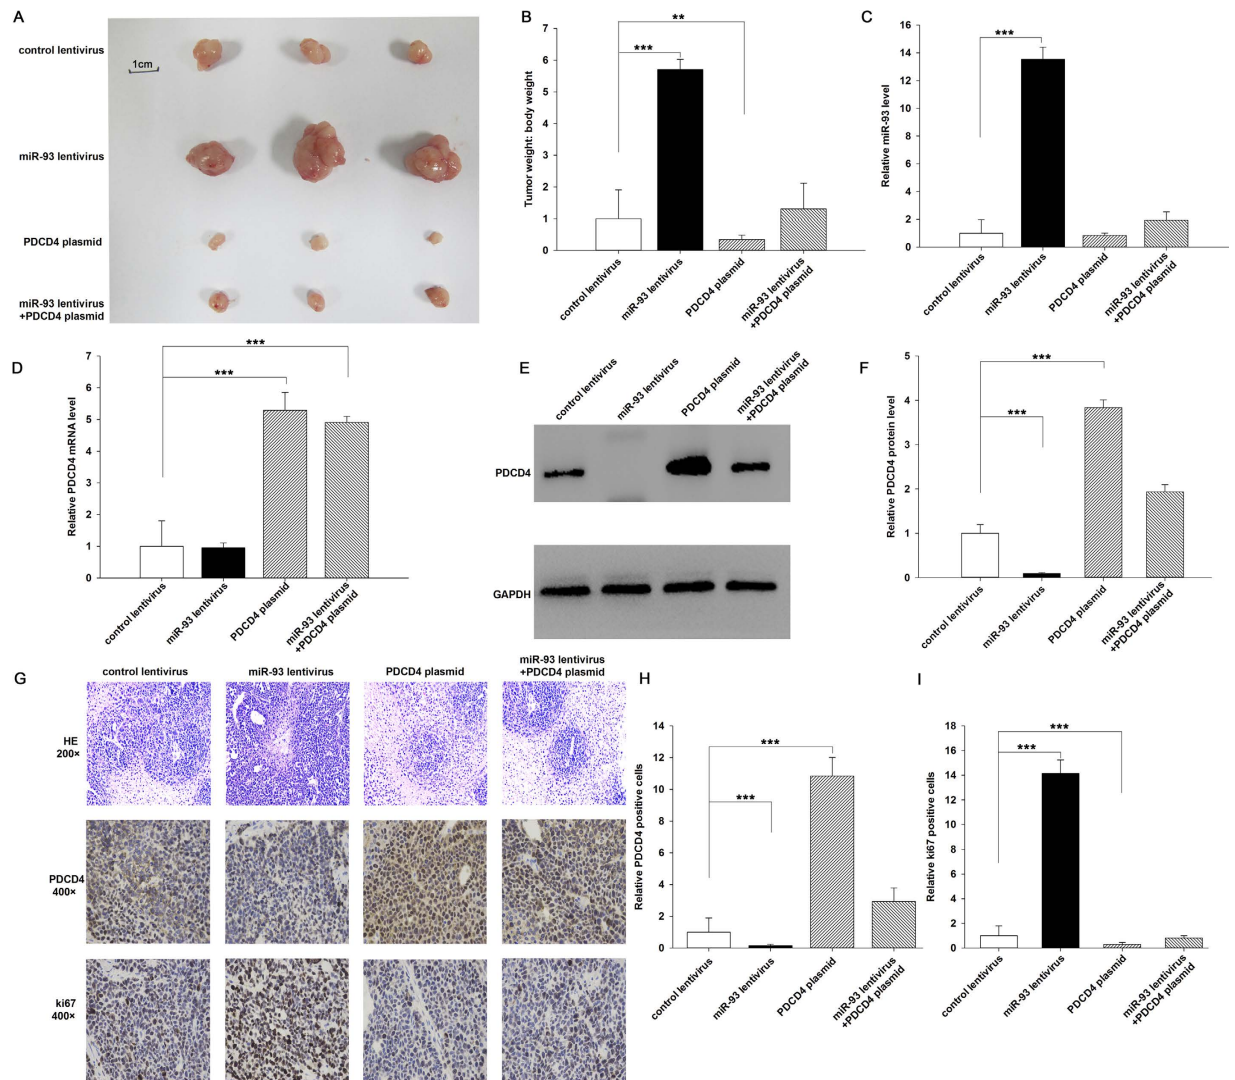 A
control lentivirus
1cm
miR-93 lentivirus
PDCD4 plasmid
miR-93 lentivirus
+PDCD4 plasmid
B
Tumor weight: body weight
7
6
5
4
3
2
1
0
***
**
control lentivirus
miR-93 lentivirus
PDCD4 plasmid
miR-93 lentivirus
+PDCD4 plasmid
C
Relative miR-93 level
16
14
12
10
8
6
4
2
0
***
control lentivirus
miR-93 lentivirus
PDCD4 plasmid
miR-93 lentivirus
+PDCD4 plasmid
D
Relative PDCD4 mRNA level
7
6
5
4
3
2
1
0
***
***
control lentivirus
miR-93 lentivirus
PDCD4 plasmid
miR-93 lentivirus
+PDCD4 plasmid
E
control lentivirus
miR-93 lentivirus
PDCD4 plasmid
miR-93 lentivirus
+PDCD4 plasmid
PDCD4
GAPDH
F
Relative PDCD4 protein level
5
4
3
2
1
0
***
***
control lentivirus
miR-93 lentivirus
PDCD4 plasmid
miR-93 lentivirus
+PDCD4 plasmid
G
control lentivirus
miR-93 lentivirus
PDCD4 plasmid
miR-93 lentivirus
+PDCD4 plasmid
HE
200×
PDCD4
400×
ki67
400×
H
Relative PDCD4 positive cells
14
12
10
8
6
4
2
0
***
***
control lentivirus
miR-93 lentivirus
PDCD4 plasmid
miR-93 lentivirus
+PDCD4 plasmid
I
Relative ki67 positive cells
18
16
14
12
10
8
6
4
2
0
***
***
control lentivirus
miR-93 lentivirus
PDCD4 plasmid
miR-93 lentivirus
+PDCD4 plasmid